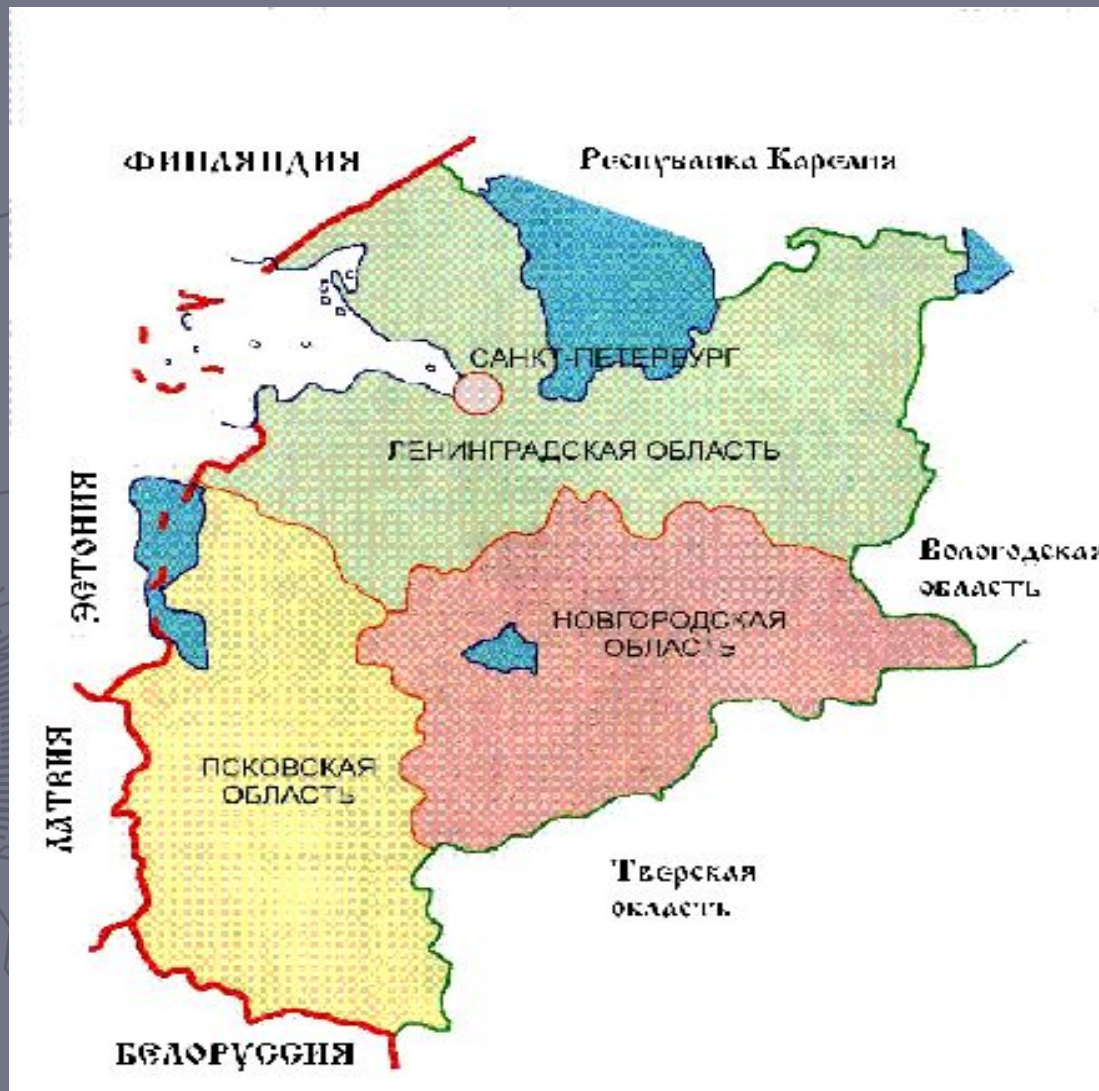 ФИНЛЯНДИЯ
Республика Карелия
САНКТ-ПЕТЕРБУРГ
ЛЕНИНГРАДСКАЯ ОБЛАСТЬ
ЭСТОНИЯ
Вологодская
область
НОВГОРОДСКАЯ
ОБЛАСТЬ
ЛАТВИЯ
ПСКОВСКАЯ
ОБЛАСТЬ
Тверская
область
БЕЛОРУССИЯ